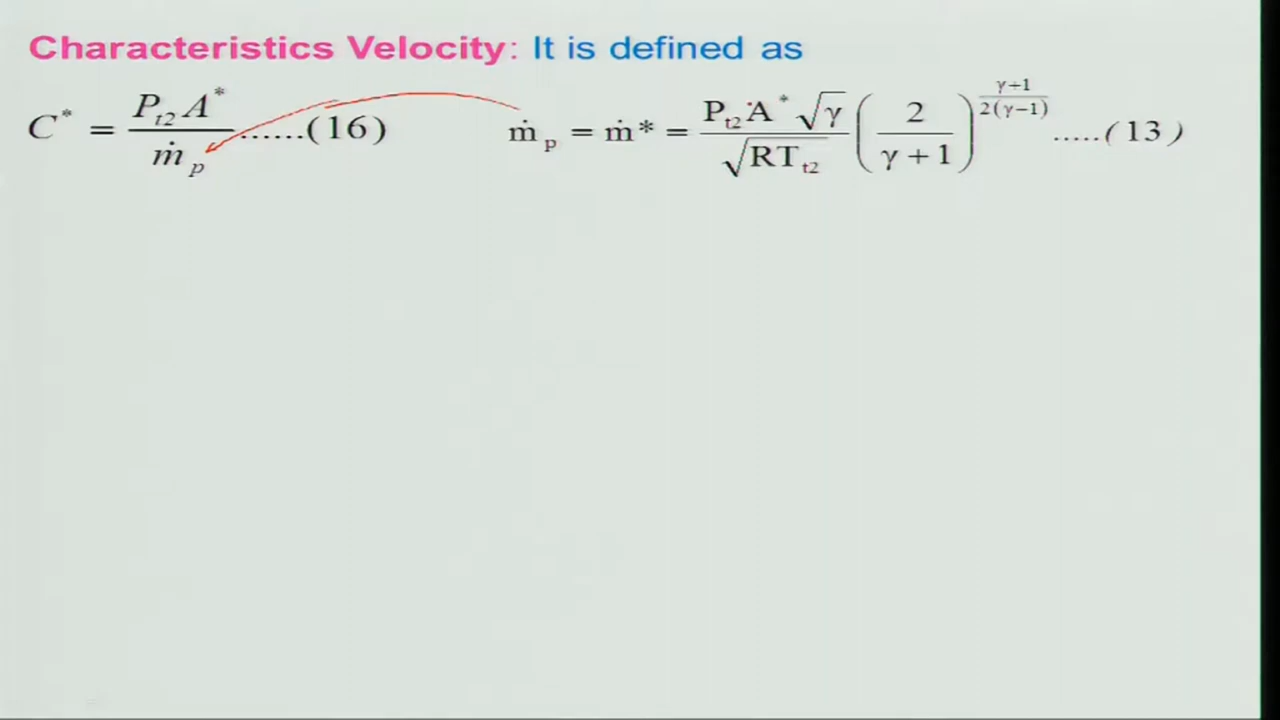 Characteristics Velocity: It is defined as
C* = P_t2 A* / ṁ_p ......(16)    ṁ_p = ṁ* = (P_t2 A* √γ / √RT_t2) (2 / (γ + 1))^((γ+1)/(2(γ−1))) .....(13)